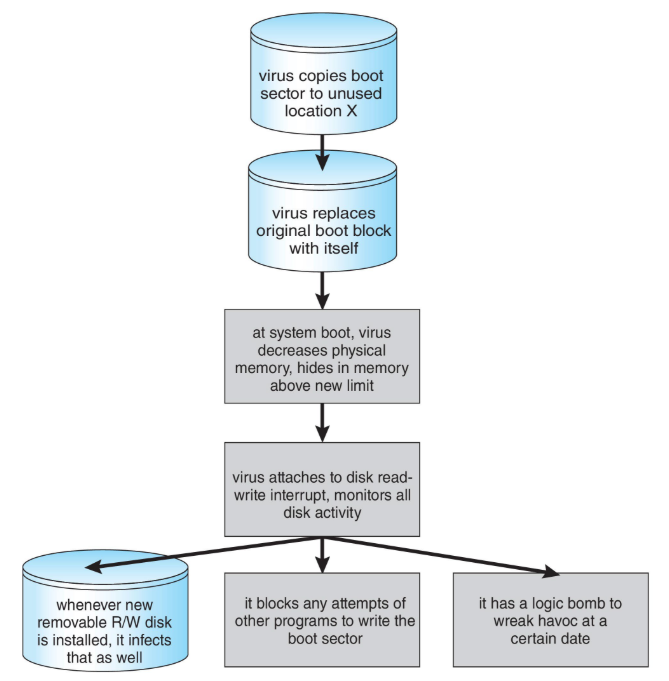 virus copies boot
sector to unused
location X
virus replaces
original boot block
with itself
at system boot, virus
decreases physical
memory, hides in memory
above new limit
virus attaches to disk read-
write interrupt, monitors all
disk activity
whenever new
removable R/W disk
is installed, it infects
that as well
it blocks any attempts of
other programs to write the
boot sector
it has a logic bomb to
wreak havoc at a
certain date